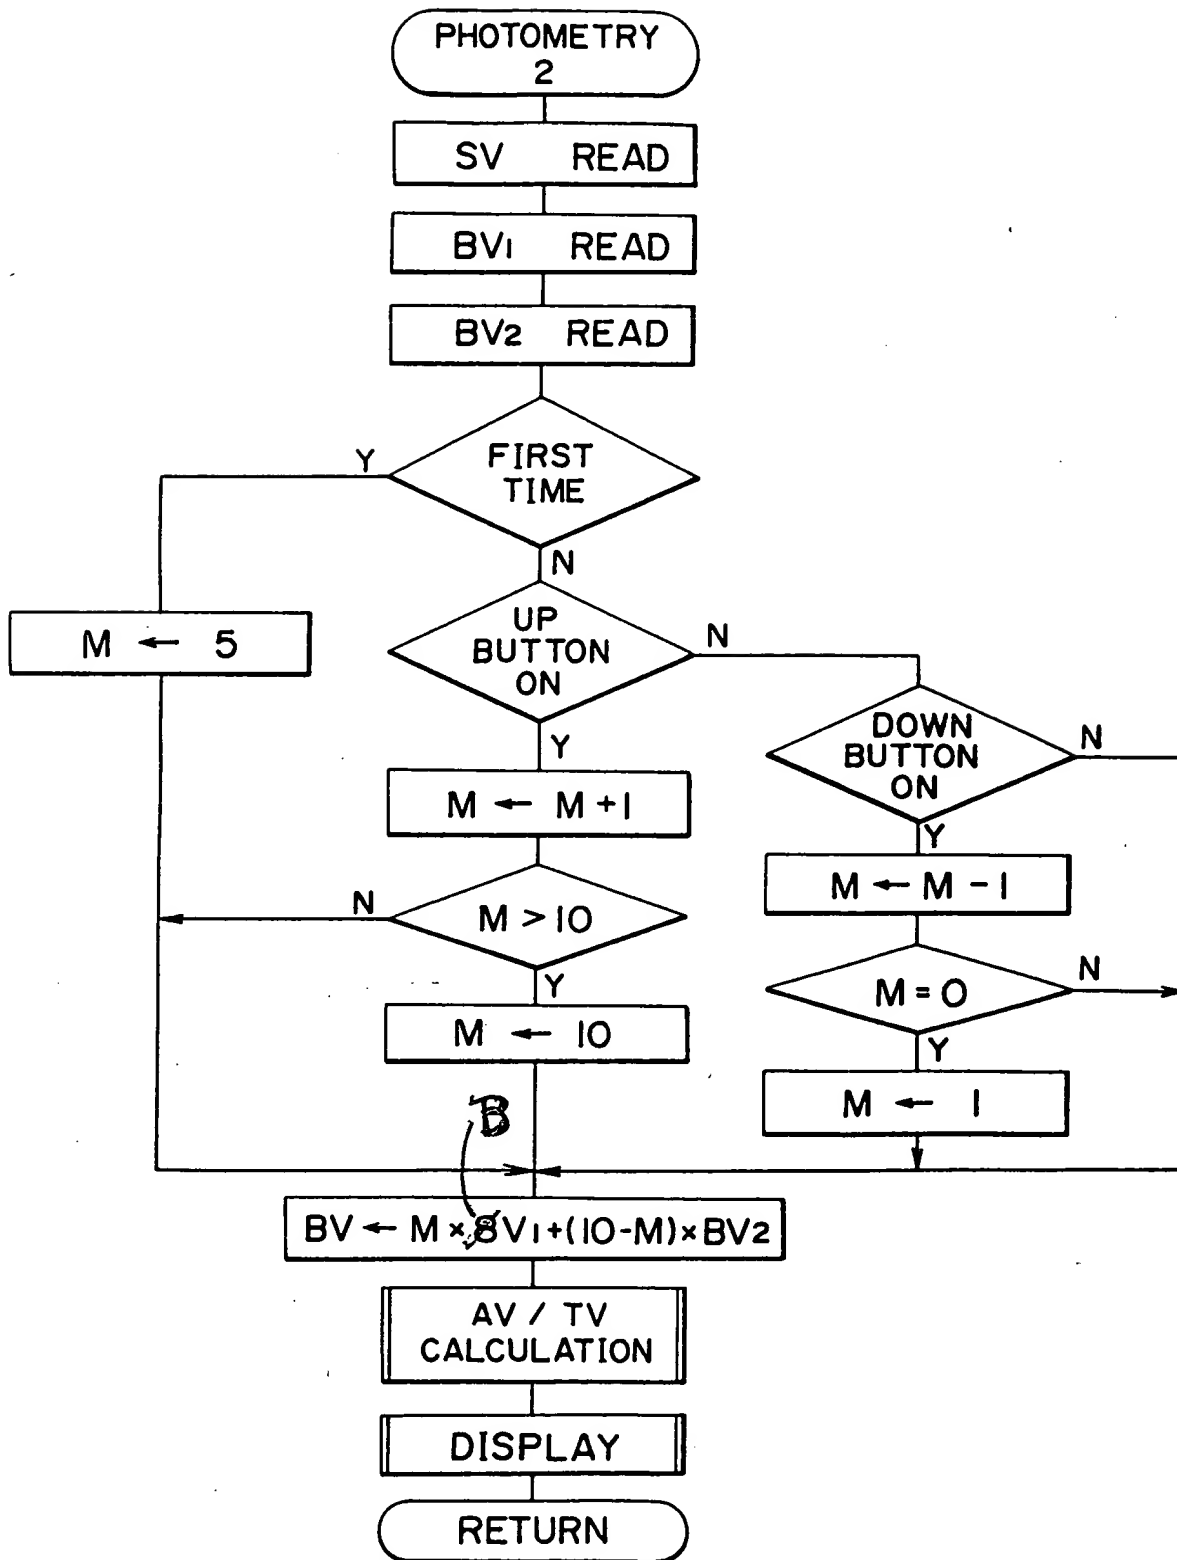 PHOTOMETRY
2
SV READ
BV1 READ
BV2 READ
FIRST
TIME
Y
N
M ← 5
UP
BUTTON
ON
N
Y
DOWN
BUTTON
ON
N
Y
M ← M+1
M ← M-1
M > 10
N
Y
M = 0
N
Y
M ← 10
M ← 1
B
BV ← M × 8V1+(10-M)×BV2
AV / TV
CALCULATION
DISPLAY
RETURN